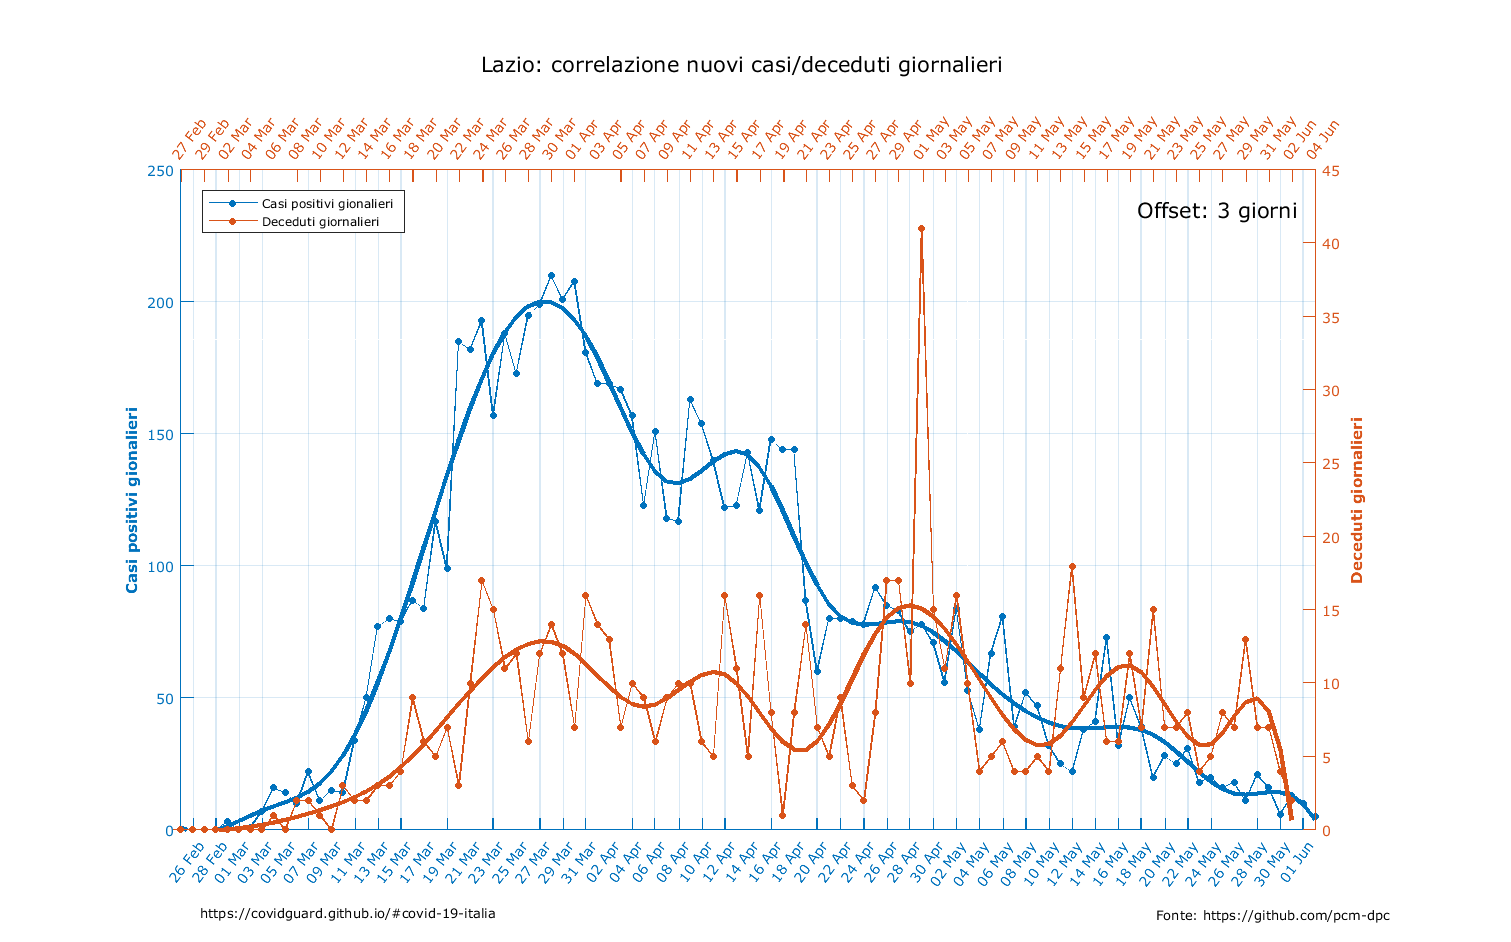 Lazio: correlazione nuovi casi/deceduti giornalieri
27 Feb 29 Feb 02 Mar 04 Mar 06 Mar 08 Mar 10 Mar 12 Mar 14 Mar 16 Mar 18 Mar 20 Mar 22 Mar 24 Mar 26 Mar 28 Mar 30 Mar 01 Apr 03 Apr 05 Apr 07 Apr 09 Apr 11 Apr 13 Apr 15 Apr 17 Apr 19 Apr 21 Apr 23 Apr 25 Apr 27 Apr 29 Apr 01 May 03 May 05 May 07 May 09 May 11 May 13 May 15 May 17 May 19 May 21 May 23 May 25 May 27 May 29 May 31 May 02 Jun 04 Jun
250 45
Casi positivi gionalieri
Deceduti giornalieri
Offset: 3 giorni
40
200 35
30
150 25
Casi positivi gionalieri
Deceduti giornalieri
20
100 15
50 10
5
0 0
26 Feb 28 Feb 01 Mar 03 Mar 05 Mar 07 Mar 09 Mar 11 Mar 13 Mar 15 Mar 17 Mar 19 Mar 21 Mar 23 Mar 25 Mar 27 Mar 29 Mar 31 Mar 02 Apr 04 Apr 06 Apr 08 Apr 10 Apr 12 Apr 14 Apr 16 Apr 18 Apr 20 Apr 22 Apr 24 Apr 26 Apr 28 Apr 30 Apr 02 May 04 May 06 May 08 May 10 May 12 May 14 May 16 May 18 May 20 May 22 May 24 May 26 May 28 May 30 May 01 Jun
https://covidguard.github.io/#covid-19-italia
Fonte: https://github.com/pcm-dpc